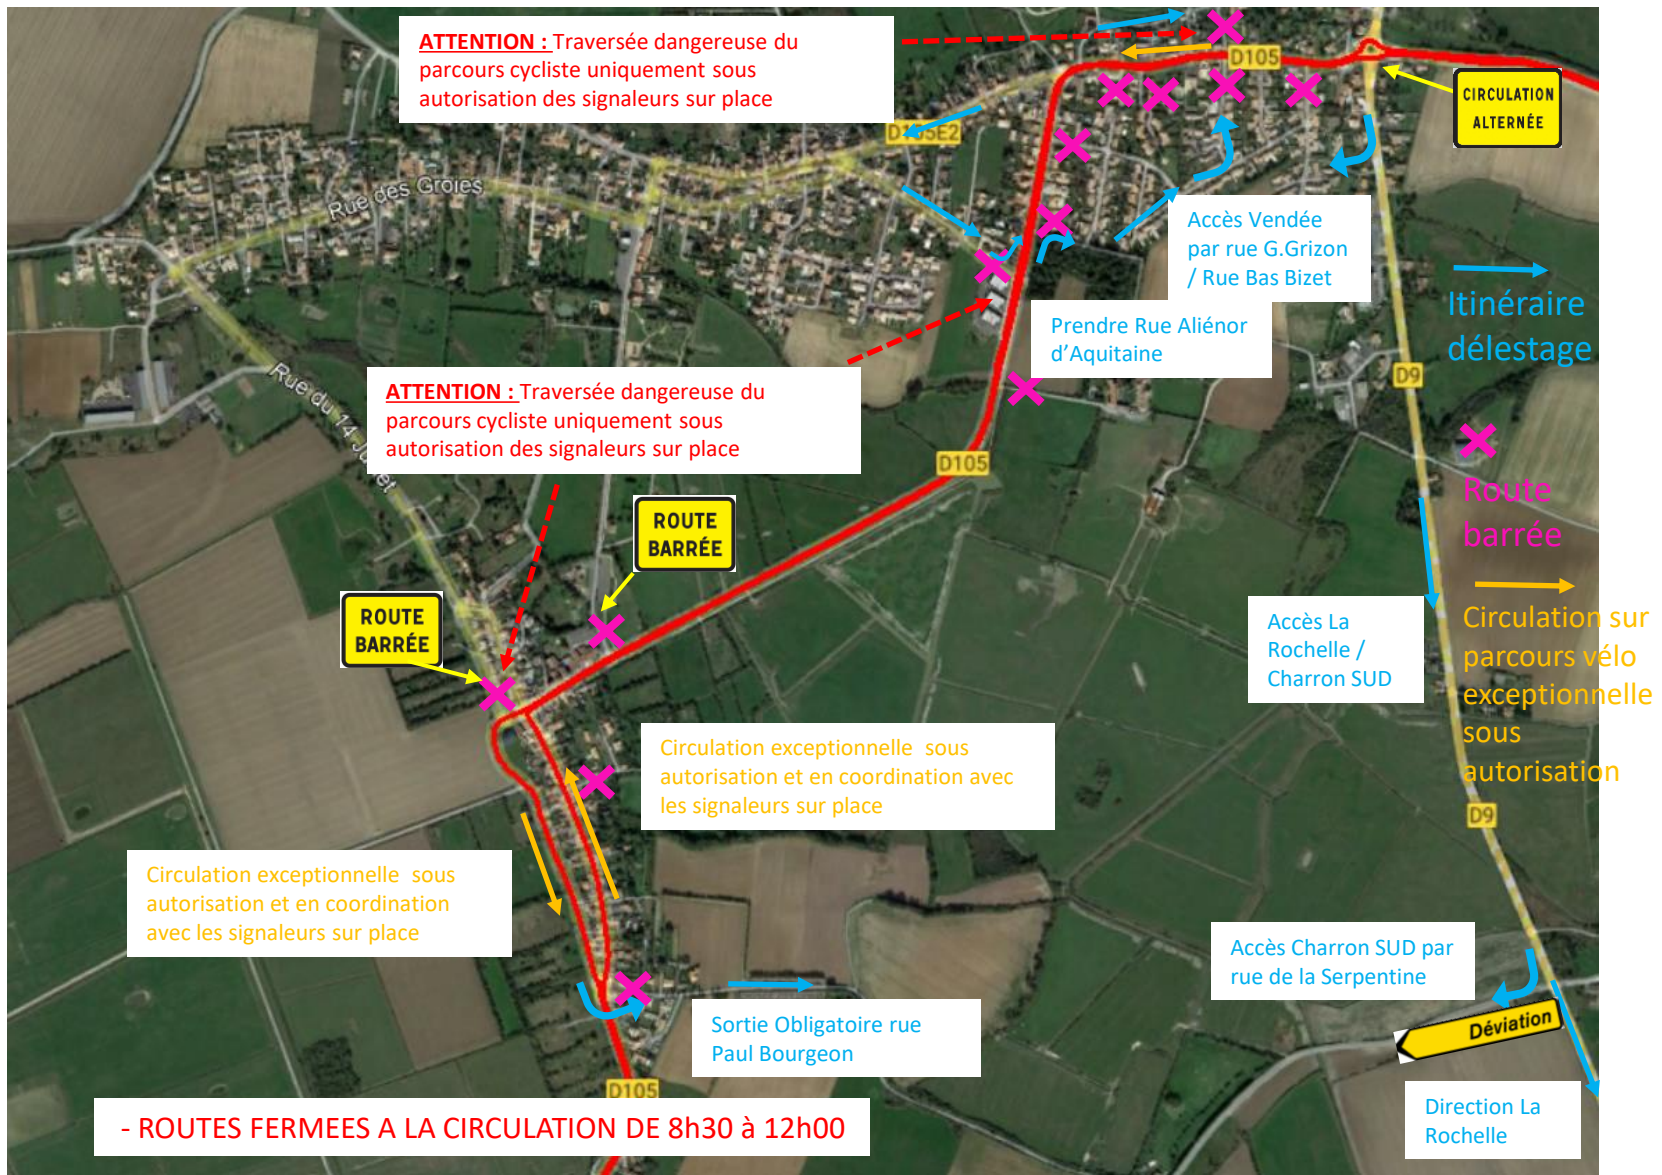 ATTENTION : Traversée dangereuse du
parcours cycliste uniquement sous
autorisation des signaleurs sur place
D105
CIRCULATION
ALTERNÉE
D105E2
Rue des Groies
Accès Vendée
par rue G.Grizon
/ Rue Bas Bizet
Itinéraire
délestage
Prendre Rue Aliénor
d'Aquitaine
Rue du 14 Juillet
ATTENTION : Traversée dangereuse du
parcours cycliste uniquement sous
autorisation des signaleurs sur place
D9
D105
Route
barrée
ROUTE
BARRÉE
ROUTE
BARRÉE
Accès La
Rochelle /
Charron SUD
Circulation sur
parcours vélo
exceptionnelle
sous
autorisation
Circulation exceptionnelle  sous
autorisation et en coordination avec
les signaleurs sur place
D9
Circulation exceptionnelle  sous
autorisation et en coordination
avec les signaleurs sur place
Accès Charron SUD par
rue de la Serpentine
Déviation
Sortie Obligatoire rue
Paul Bourgeon
D105
Direction La
Rochelle
- ROUTES FERMEES A LA CIRCULATION DE 8h30 à 12h00